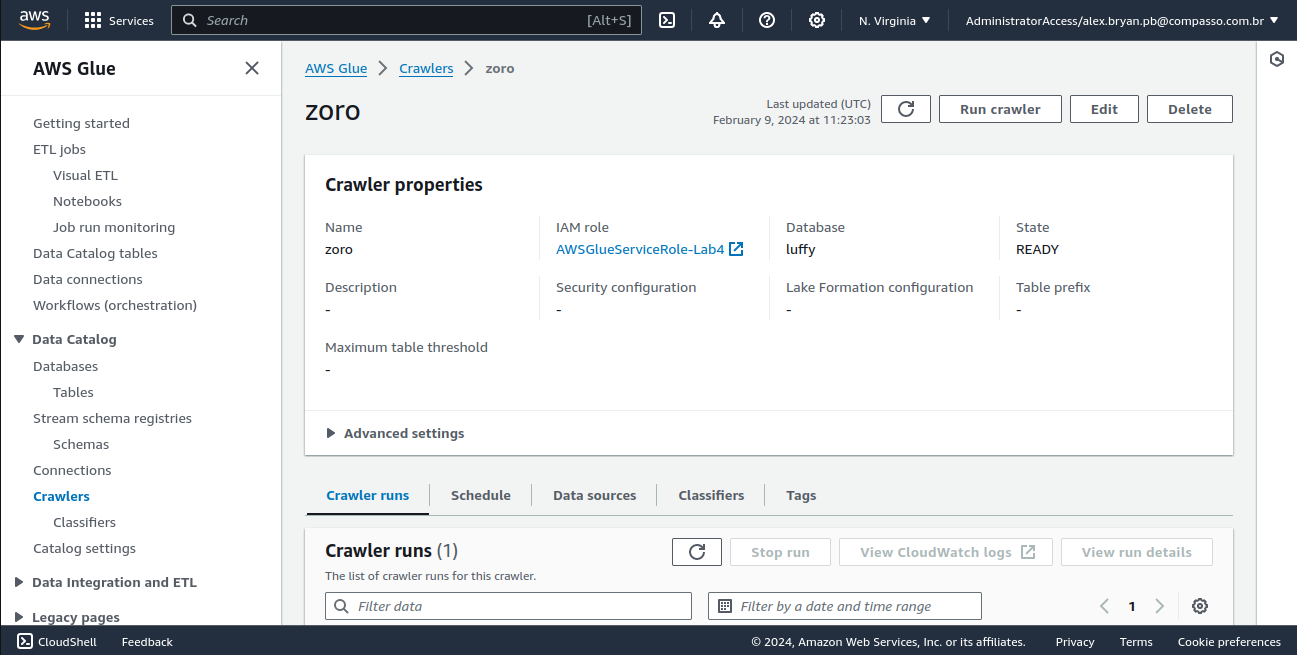 aws
Services
Search [Alt+S]
N. Virginia
AdministratorAccess/alex.bryan.pb@compasso.com.br
AWS Glue
Getting started
ETL jobs
Visual ETL
Notebooks
Job run monitoring
Data Catalog tables
Data connections
Workflows (orchestration)
Data Catalog
Databases
Tables
Stream schema registries
Schemas
Connections
Crawlers
Classifiers
Catalog settings
Data Integration and ETL
Legacy pages
AWS Glue > Crawlers > zoro
zoro
Last updated (UTC)
February 9, 2024 at 11:23:03
Run crawler
Edit
Delete
Crawler properties
Name
zoro
IAM role
AWSGlueServiceRole-Lab4
Database
luffy
State
READY
Description
-
Security configuration
-
Lake Formation configuration
-
Table prefix
-
Maximum table threshold
-
Advanced settings
Crawler runs
Schedule
Data sources
Classifiers
Tags
Crawler runs (1)
The list of crawler runs for this crawler.
Stop run
View CloudWatch logs
View run details
Filter data
Filter by a date and time range
1
CloudShell
Feedback
© 2024, Amazon Web Services, Inc. or its affiliates.
Privacy
Terms
Cookie preferences